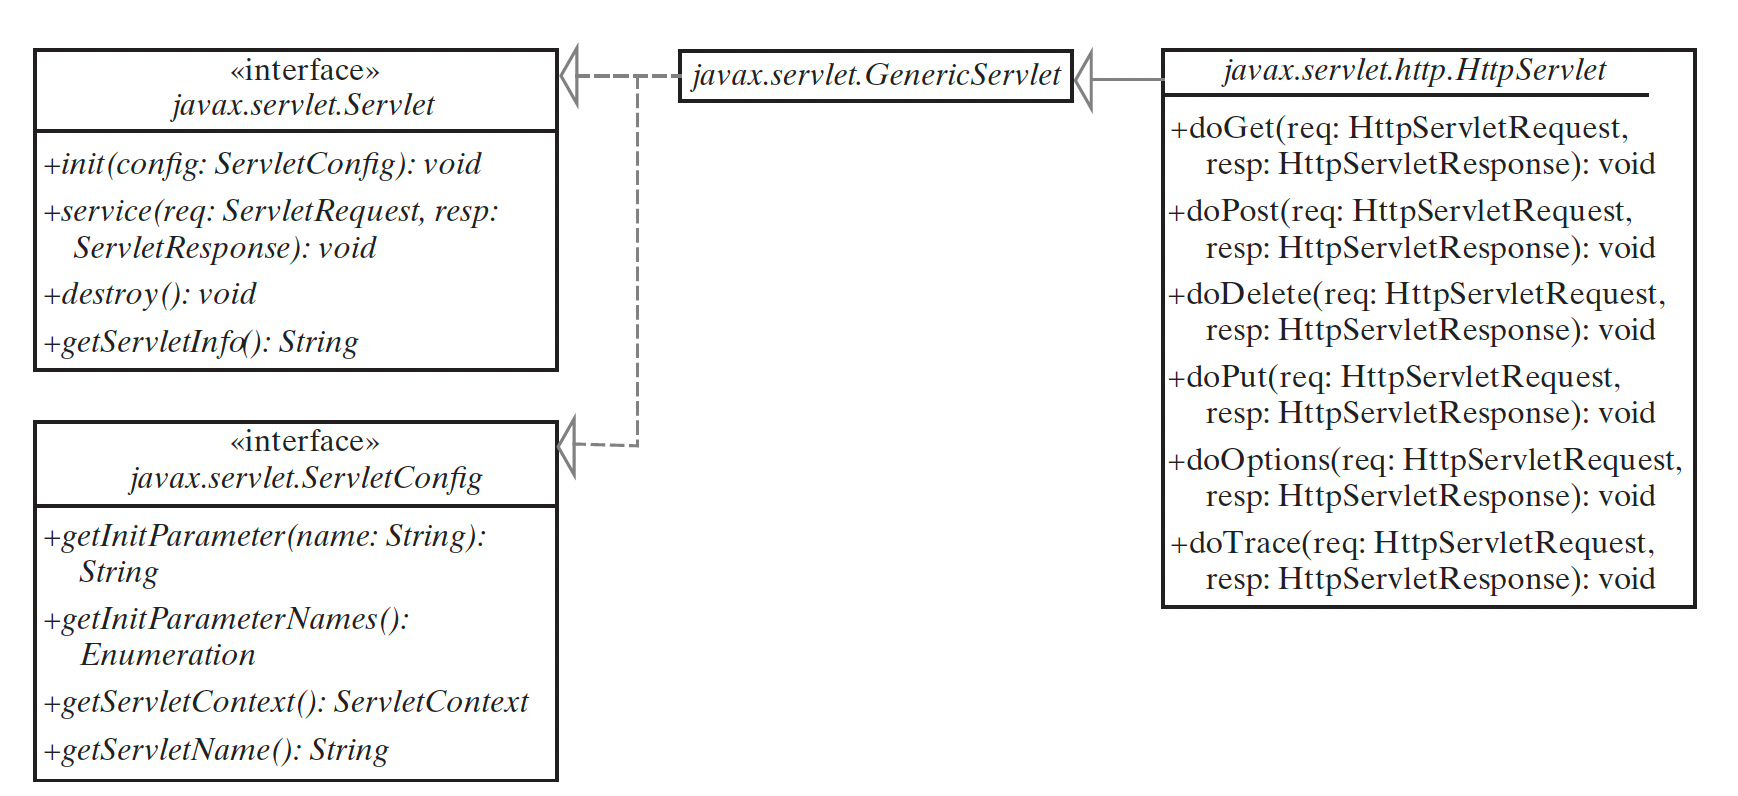 «interface»
javax.servlet.Servlet
+init(config: ServletConfig): void
+service(req: ServletRequest, resp:
ServletResponse): void
+destroy(): void
+getServletInfo(): String
«interface»
javax.servlet.ServletConfig
+getInitParameter(name: String):
String
+getInitParameterNames():
Enumeration
+getServletContext(): ServletContext
+getServletName(): String
javax.servlet.GenericServlet
javax.servlet.http.HttpServlet
+doGet(req: HttpServletRequest,
resp: HttpServletResponse): void
+doPost(req: HttpServletRequest,
resp: HttpServletResponse): void
+doDelete(req: HttpServletRequest,
resp: HttpServletResponse): void
+doPut(req: HttpServletRequest,
resp: HttpServletResponse): void
+doOptions(req: HttpServletRequest,
resp: HttpServletResponse): void
+doTrace(req: HttpServletRequest,
resp: HttpServletResponse): void